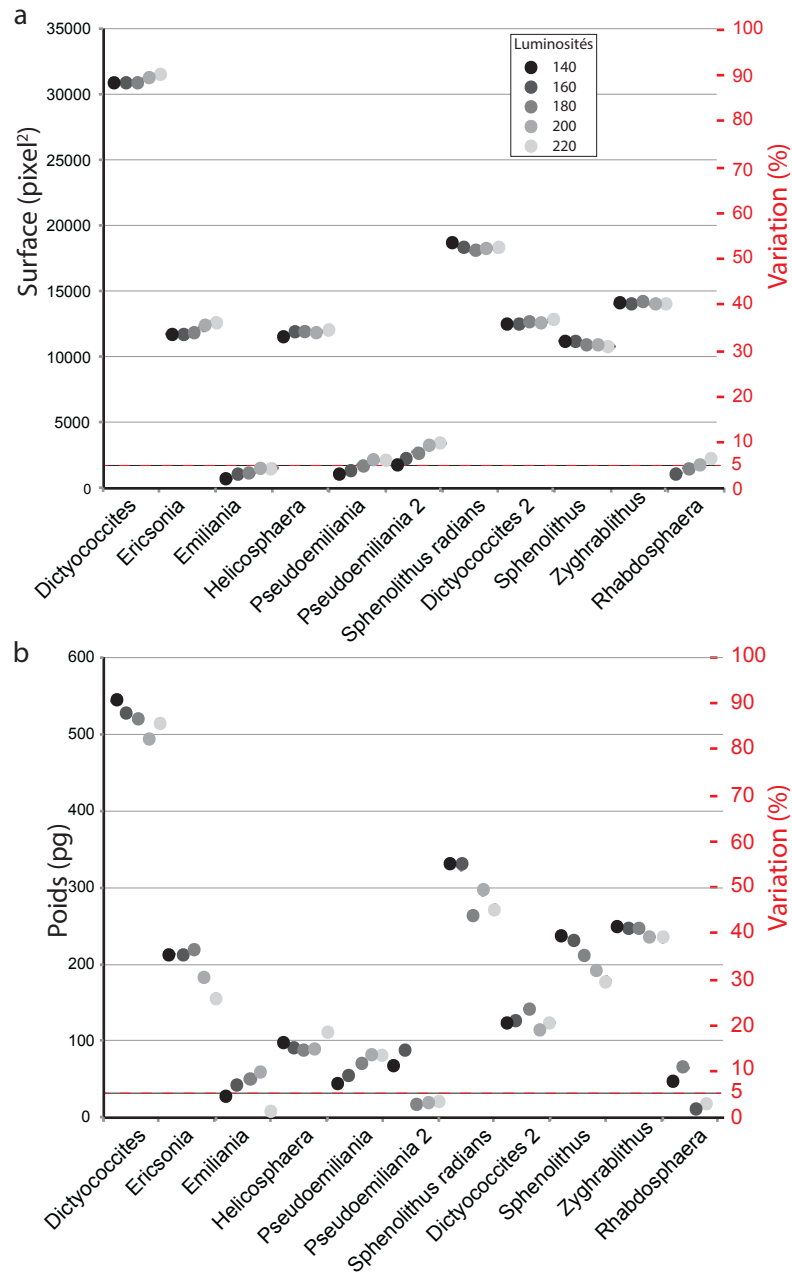 a
Surface (pixel²)
35000
30000
25000
20000
15000
10000
5000
0
Luminosités
140
160
180
200
220
100
90
80
70
60
50
40
30
20
10
5
0
Variation (%)
Dictyococcites
Ericsonia
Emiliania
Helicosphaera
Pseudoemiliania
Pseudoemiliania 2
Sphenolithus radians
Dictyococcites 2
Sphenolithus
Zyghrablithus
Rhabdosphaera
b
Poids (pg)
600
500
400
300
200
100
0
100
90
80
70
60
50
40
30
20
10
5
0
Variation (%)
Dictyococcites
Ericsonia
Emiliania
Helicosphaera
Pseudoemiliania
Pseudoemiliania 2
Sphenolithus radians
Dictyococcites 2
Sphenolithus
Zyghrablithus
Rhabdosphaera